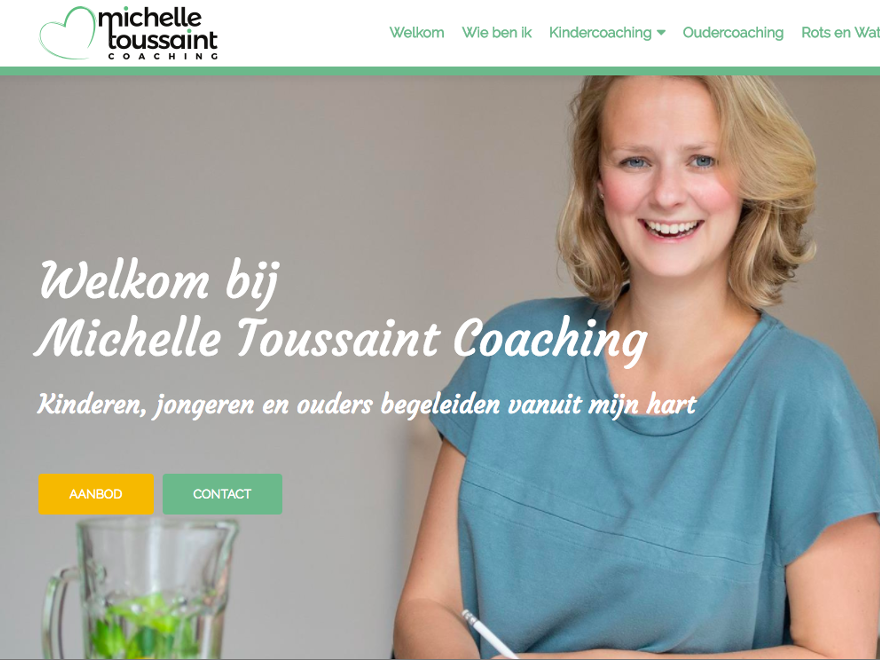 michelle
toussaint
COACHING
Welkom Wie ben ik Kindercoaching Oudercoaching Rots en Wat
Welkom bij
Michelle Toussaint Coaching
Kinderen, jongeren en ouders begeleiden vanuit mijn hart
AANBOD CONTACT